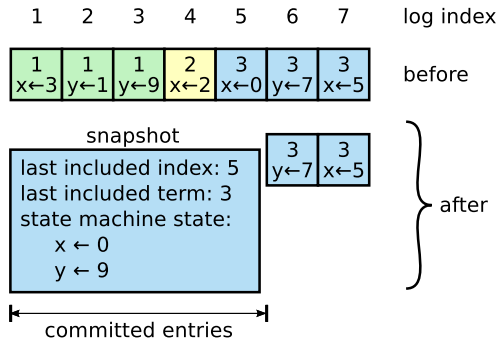 1 2 3 4 5 6 7 log index
1 1 1 2 3 3 3
x←3 y←1 y←9 x←2 x←0 y←7 x←5
before
snapshot
last included index: 5
last included term: 3
state machine state:
x ← 0
y ← 9
3 3
y←7 x←5
after
committed entries